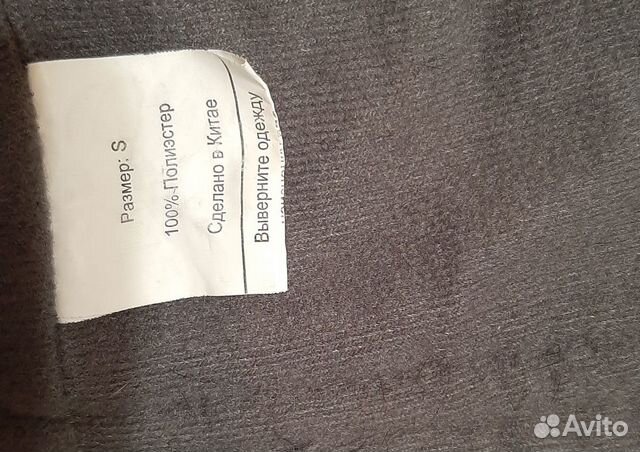 Размер: S
100% Полиэстер
Сделано в Китае
Выверните одежду
Avito